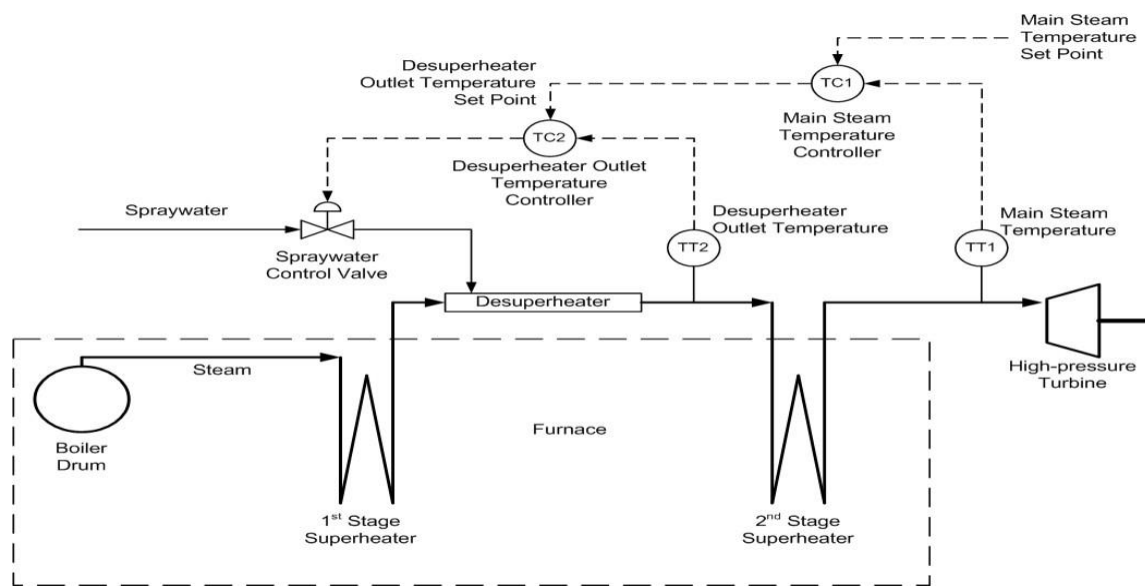 Main Steam
Temperature
Set Point
Desuperheater
Outlet Temperature
Set Point
TC1
Main Steam
Temperature
Controller
TC2
Desuperheater Outlet
Temperature
Controller
Spraywater
Spraywater
Control Valve
Desuperheater
Outlet Temperature
TT2
Main Steam
Temperature
TT1
Desuperheater
High-pressure
Turbine
Steam
Boiler
Drum
Furnace
1st Stage
Superheater
2nd Stage
Superheater